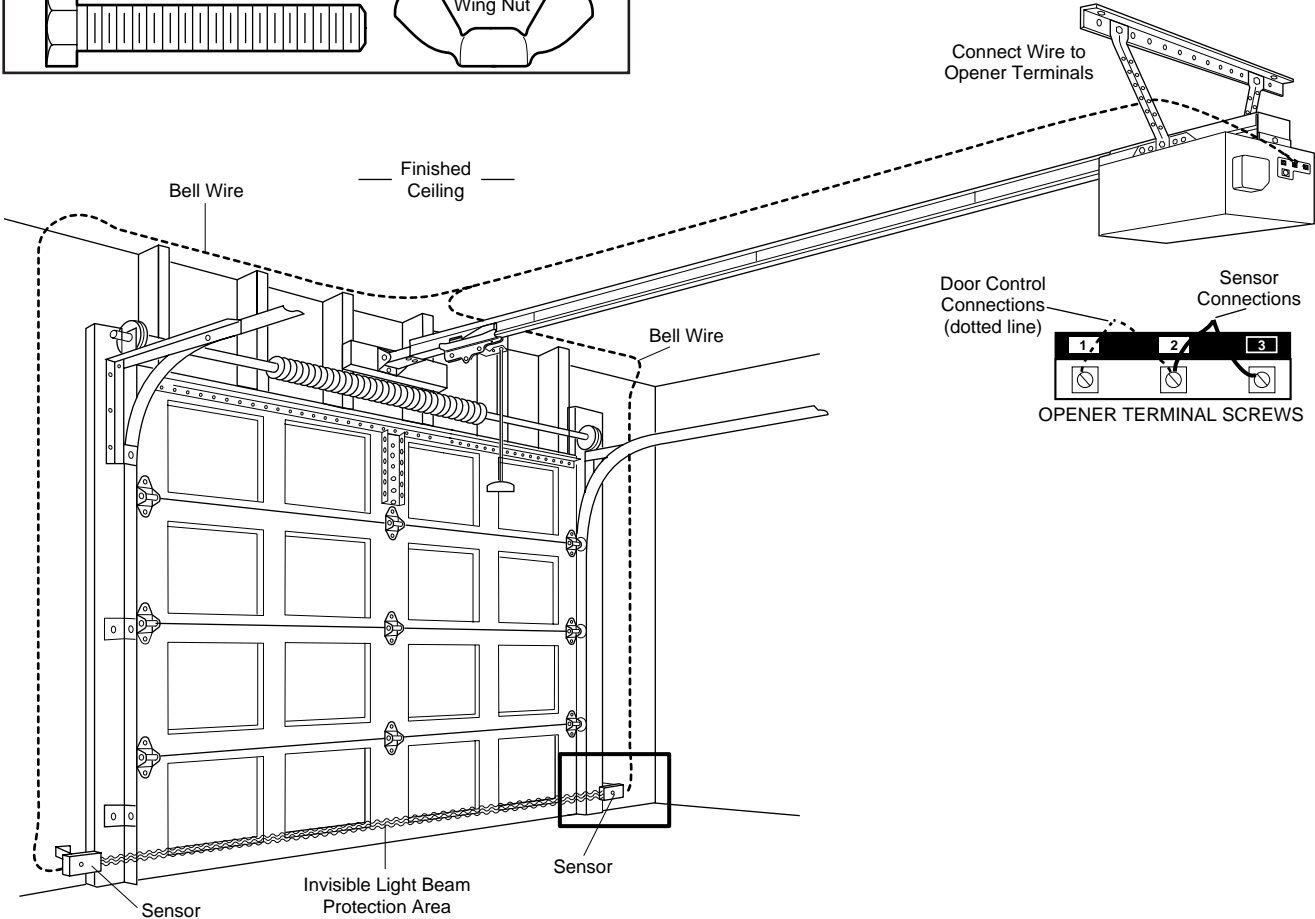 Wing Nut
Connect Wire to
Opener Terminals
Finished
Ceiling
Bell Wire
Bell Wire
Door Control
Connections
(dotted line)
Sensor
Connections
1
2
3
OPENER TERMINAL SCREWS
Sensor
Invisible Light Beam
Protection Area
Sensor